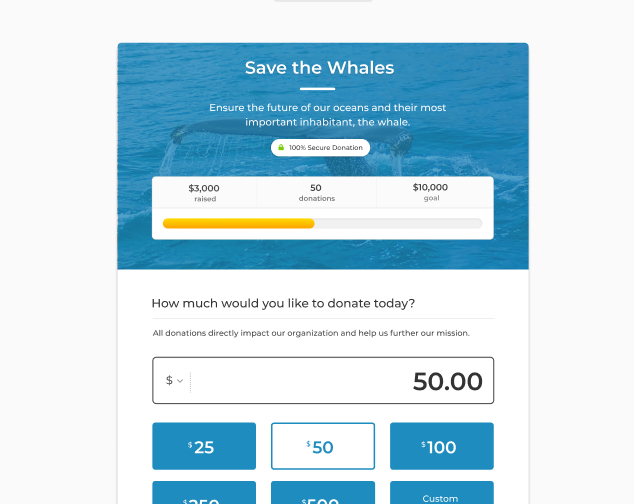 Save the Whales
Ensure the future of our oceans and their most
important inhabitant, the whale.
100% Secure Donation
$3,000 50 $10,000
raised donations goal
How much would you like to donate today?
All donations directly impact our organization and help us further our mission.
$ 50.00
$25 $50 $100
$250 $500 Custom